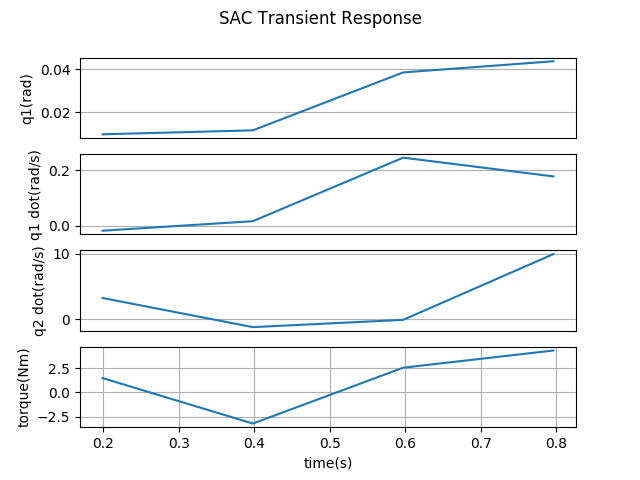 SAC Transient Response
q1(rad)
0.04
0.02
q1 dot(rad/s)
0.2
0.0
q2 dot(rad/s)
10
0
torque(Nm)
2.5
0.0
−2.5
0.2 0.3 0.4 0.5 0.6 0.7 0.8
time(s)